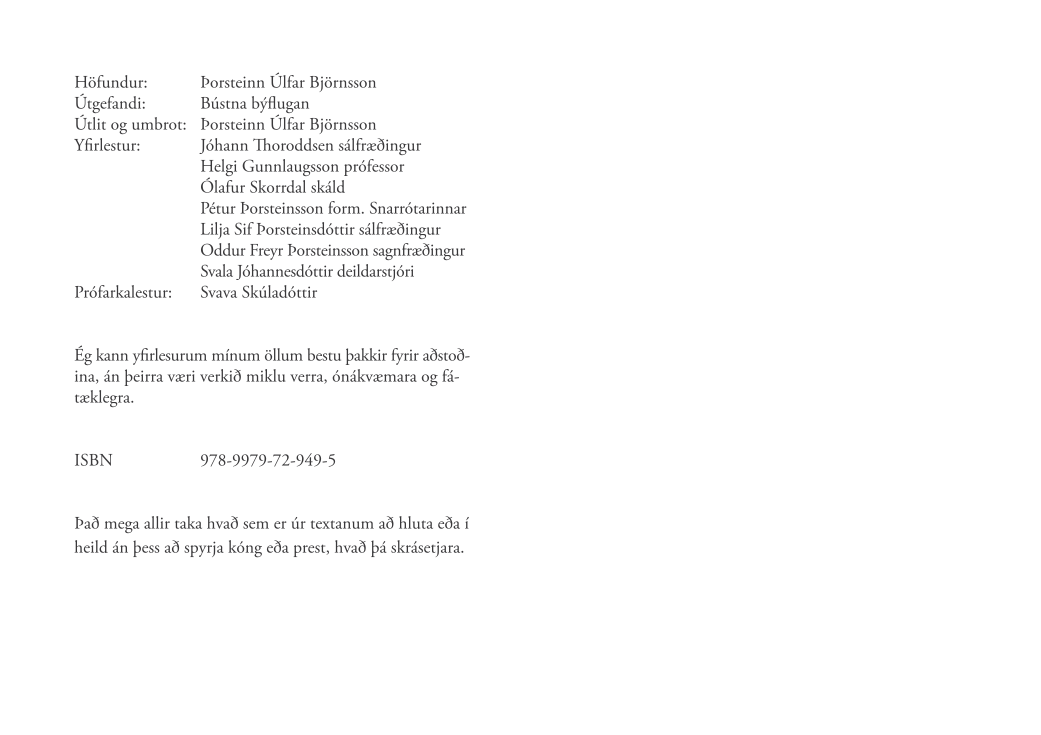 Höfundur: Þorsteinn Úlfar Björnsson
Útgefandi: Bústna býflugan
Útlit og umbrot: Þorsteinn Úlfar Björnsson
Yfirlestur: Jóhann Thoroddsen sálfræðingur
Helgi Gunnlaugsson prófessor
Ólafur Skorrdal skáld
Pétur Þorsteinsson form. Snarrótarinnar
Lilja Sif Þorsteinsdóttir sálfræðingur
Oddur Freyr Þorsteinsson sagnfræðingur
Svala Jóhannesdóttir deildarstjóri
Prófarkalestur: Svava Skúladóttir
Ég kann yfirlesurum mínum öllum bestu þakkir fyrir aðstoð-
ina, án þeirra væri verkið miklu verra, ónákvæmara og fá-
tæklegra.
ISBN 978-9979-72-949-5
Það mega allir taka hvað sem er úr textanum að hluta eða í
heild án þess að spyrja kóng eða prest, hvað þá skrásetjara.